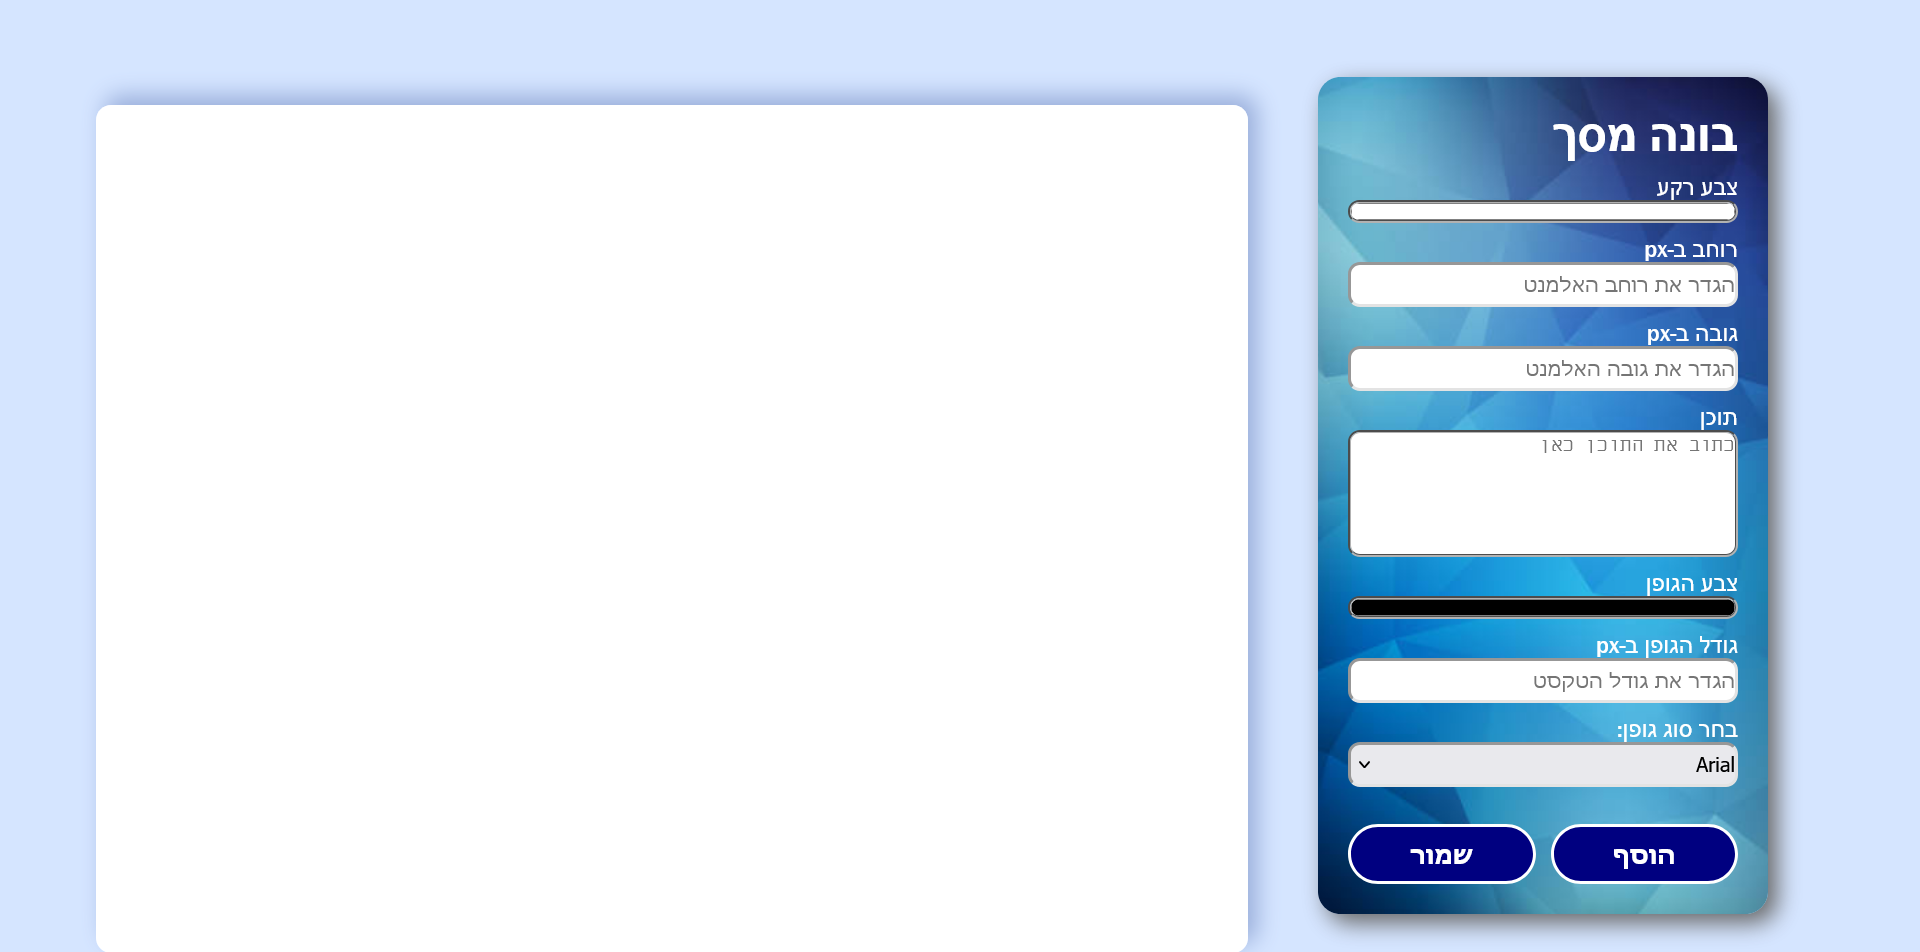 בונה מסך
צבע רקע
רוחב ב-px
הגדר את רוחב האלמנט
גובה ב-px
הגדר את גובה האלמנט
תוכן
כתוב את התוכן כאן
צבע הגופן
גודל הגופן ב-px
הגדר את גודל הטקסט
בחר סוג גופן:
Arial
הוסף שמור